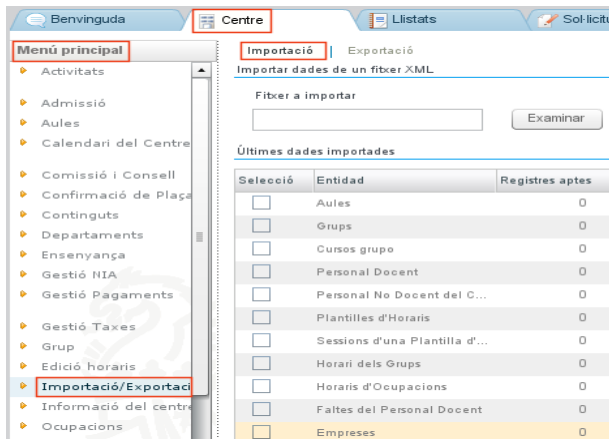 Benvinguda
Centre
Llistats
Sol·licitu
Menú principal
Activitats
Admissió
Aules
Calendari del Centre
Comissió i Consell
Confirmació de Plaça
Continguts
Departaments
Ensenyança
Gestió NIA
Gestió Pagaments
Gestió Taxes
Grup
Edició horaris
Importació/Exportaci
Informació del centre
Ocupacions
Importació | Exportació
Importar dades de un fitxer XML
Fitxer a importar
Examinar
Últimes dades importades
Selecció Entidad Registres aptes
Aules 0
Grups 0
Cursos grupo 0
Personal Docent 0
Personal No Docent del C... 0
Plantilles d'Horaris 0
Sessions d'una Plantilla d'... 0
Horari dels Grups 0
Horaris d'Ocupacions 0
Faltes del Personal Docent 0
Empreses 0